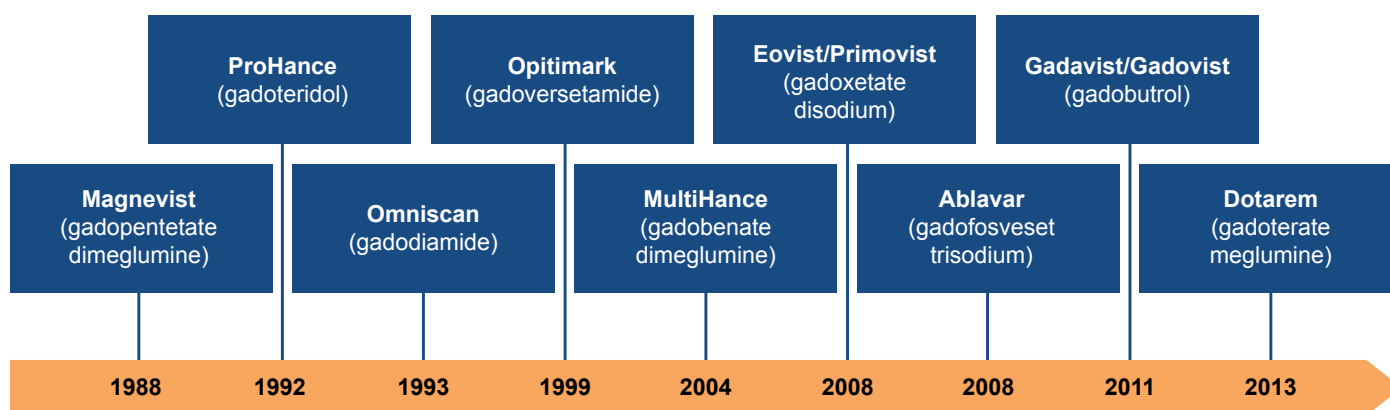 ProHance
(gadoteridol)
Opitimark
(gadoversetamide)
Eovist/Primovist
(gadoxetate
disodium)
Gadavist/Gadovist
(gadobutrol)
Magnevist
(gadopentetate
dimeglumine)
Omniscan
(gadodiamide)
MultiHance
(gadobenate
dimeglumine)
Ablavar
(gadofosveset
trisodium)
Dotarem
(gadoterate
meglumine)
1988 1992 1993 1999 2004 2008 2008 2011 2013